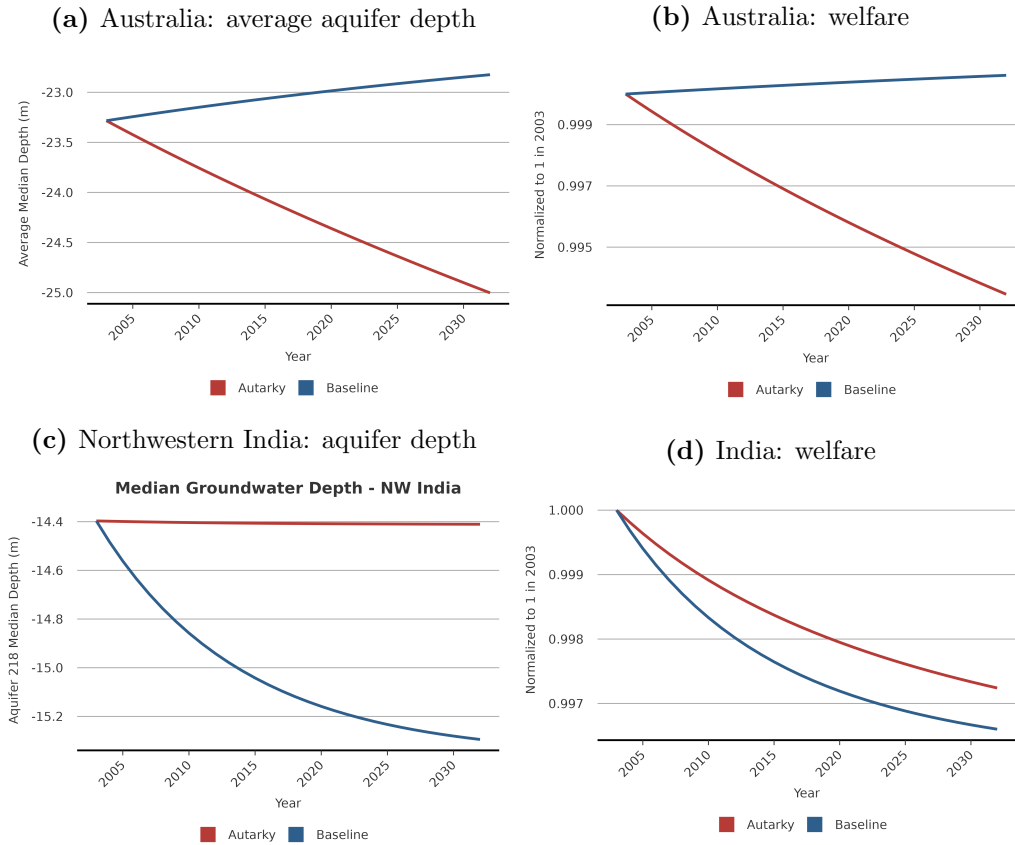 (a) Australia: average aquifer depth
Average Median Depth (m)
-23.0
-23.5
-24.0
-24.5
-25.0
2005
2010
2015
2020
2025
2030
Year
Autarky Baseline
(b) Australia: welfare
Normalized to 1 in 2003
0.999
0.997
0.995
2005
2010
2015
2020
2025
2030
Year
Autarky Baseline
(c) Northwestern India: aquifer depth
Median Groundwater Depth - NW India
Aquifer 218 Median Depth (m)
-14.4
-14.6
-14.8
-15.0
-15.2
2005
2010
2015
2020
2025
2030
Year
Autarky Baseline
(d) India: welfare
Normalized to 1 in 2003
1.000
0.999
0.998
0.997
2005
2010
2015
2020
2025
2030
Year
Autarky Baseline